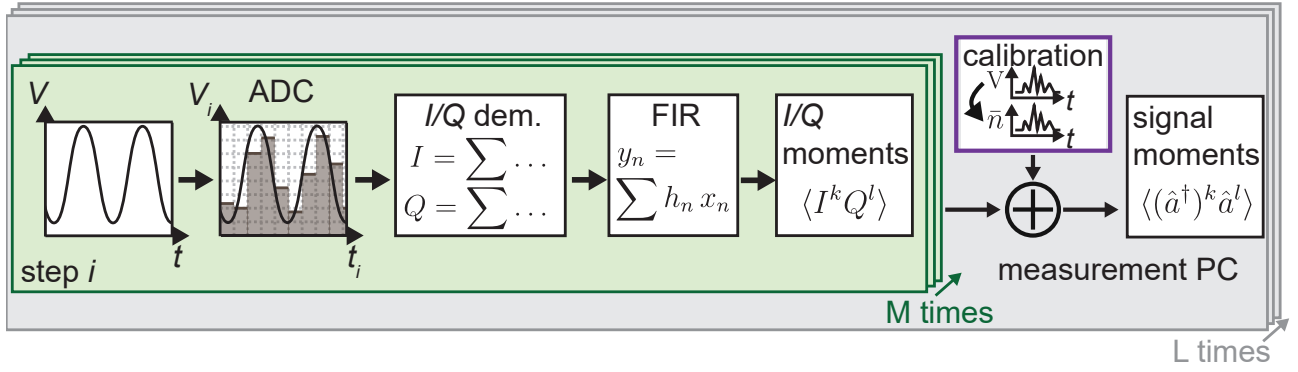 V
t
step i
V_i
ADC
t_i
I/Q dem.
I = ∑ …
Q = ∑ …
FIR
y_n =
∑ h_n x_n
I/Q
moments
⟨I^k Q^l⟩
M times
calibration
V
t
n̄
t
measurement PC
signal
moments
⟨(â^†)^k â^l⟩
L times